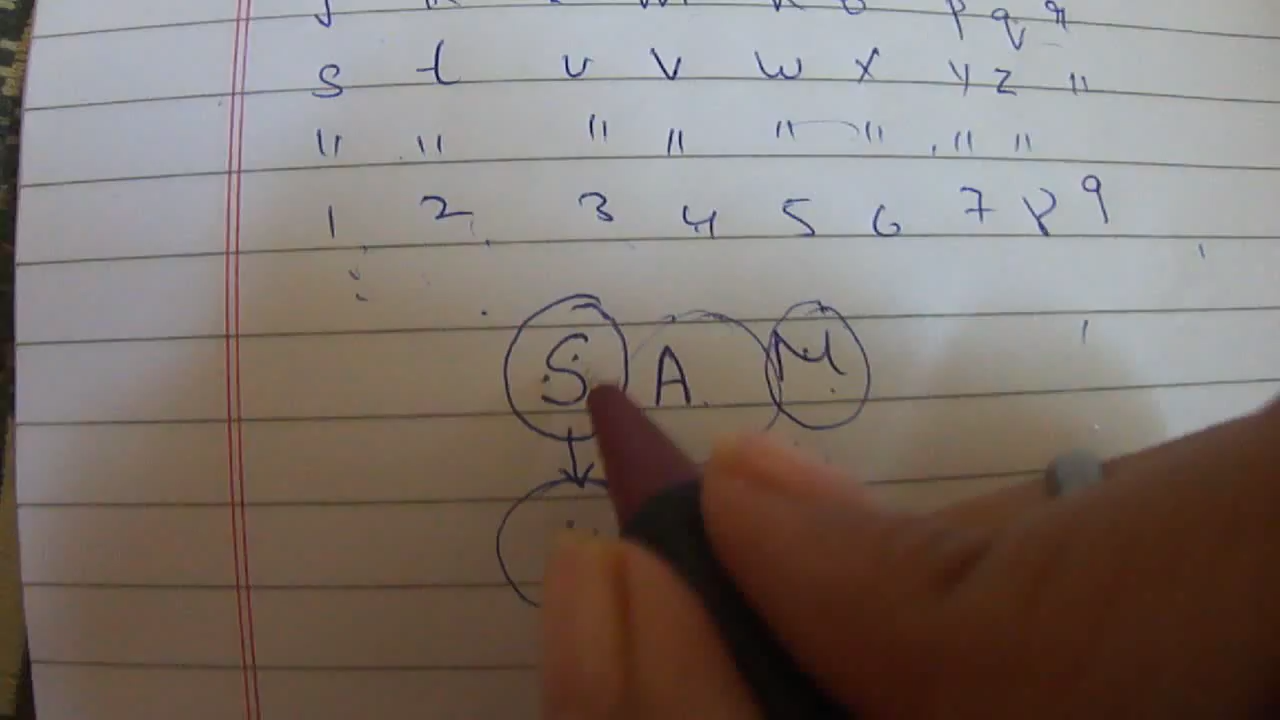 p q r
s t u v w x y z "
" " " " " " " "
1 2 3 4 5 6 7 8 9
S A M